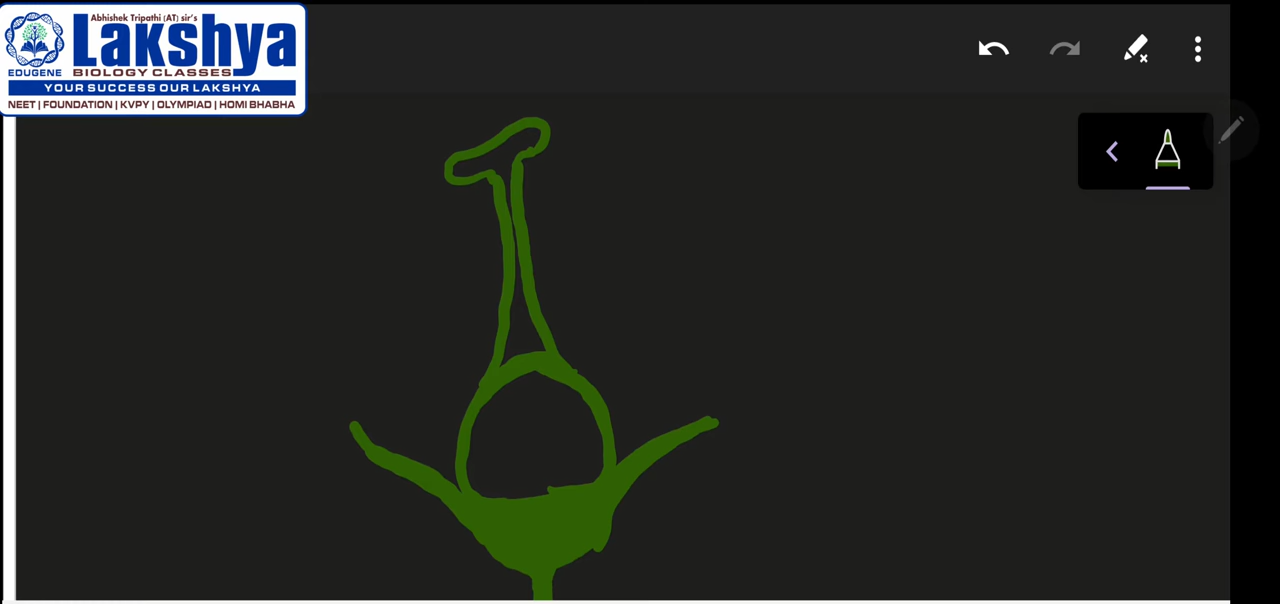 Abhishek Tripathi (AT) sir's
Lakshya
EDUGENE
BIOLOGY CLASSES
YOUR SUCCESS OUR LAKSHYA
NEET | FOUNDATION | KVPY | OLYMPIAD | HOMI BHABHA